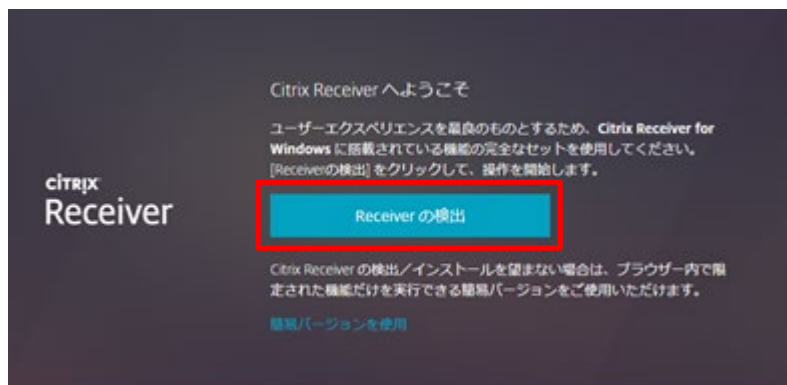 Citrix Receiver へようこそ
ユーザーエクスペリエンスを最良のものとするため、Citrix Receiver for
Windows に搭載されている機能の完全なセットを使用してください。
[Receiverの検出] をクリックして、操作を開始します。
CİTRIX
Receiver
Receiver の検出
Citrix Receiver の検出/インストールを望まない場合は、ブラウザー内で限
定された機能だけを実行できる簡易バージョンをご使用いただけます。
簡易バージョンを使用